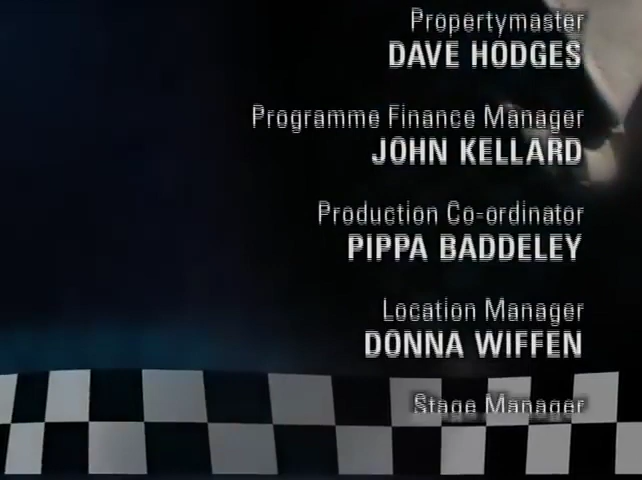 Propertymaster
DAVE HODGES
Programme Finance Manager
JOHN KELLARD
Production Co-ordinator
PIPPA BADDELEY
Location Manager
DONNA WIFFEN
Stage Manager